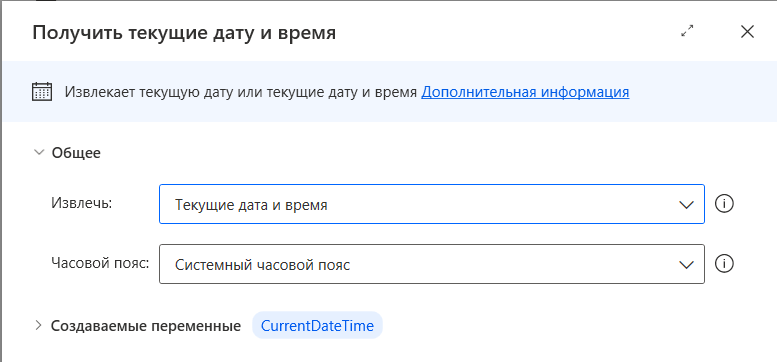 Получить текущие дату и время
Извлекает текущую дату или текущие дату и время Дополнительная информация
Общее
Извлечь: Текущие дата и время
Часовой пояс: Системный часовой пояс
Создаваемые переменные CurrentDateTime